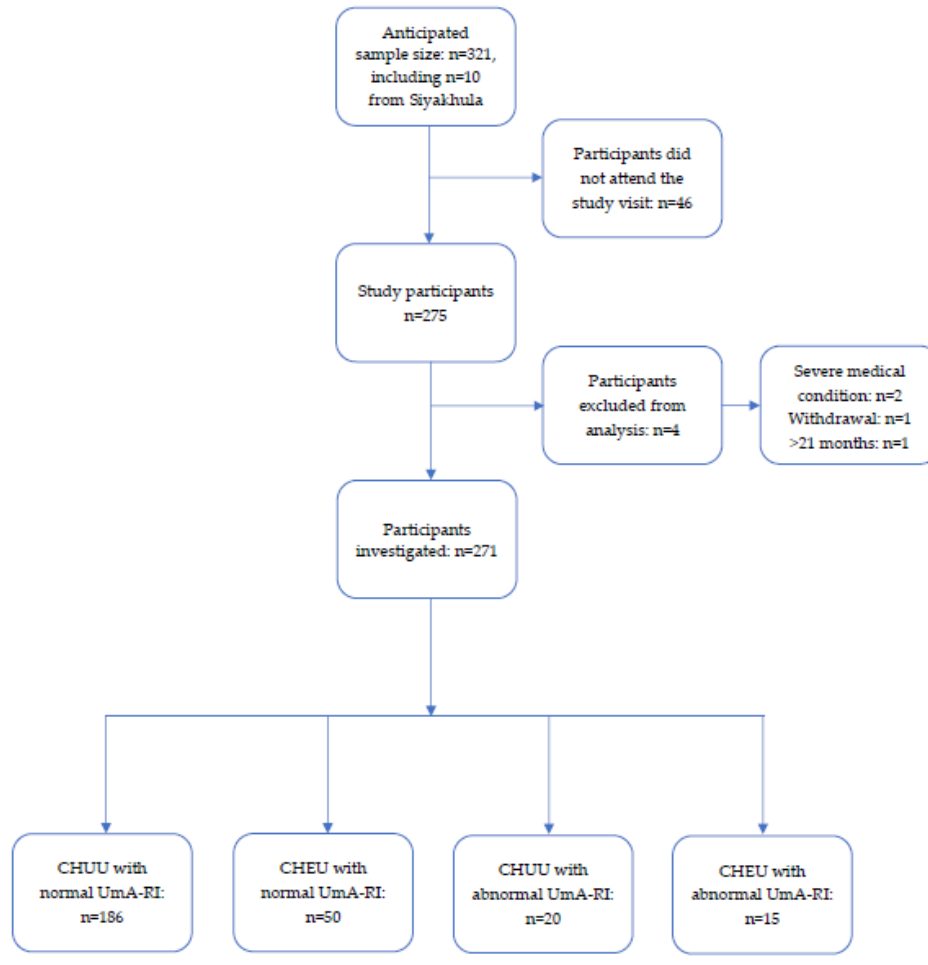 Anticipated
sample size: n=321,
including n=10
from Siyakhula
Participants did
not attend the
study visit: n=46
Study participants
n=275
Participants
excluded from
analysis: n=4
Severe medical
condition: n=2
Withdrawal: n=1
>21 months: n=1
Participants
investigated: n=271
CHUU with
normal UmA-RI:
n=186
CHEU with
normal UmA-RI:
n=50
CHUU with
abnormal UmA-RI:
n=20
CHEU with
abnormal UmA-RI:
n=15